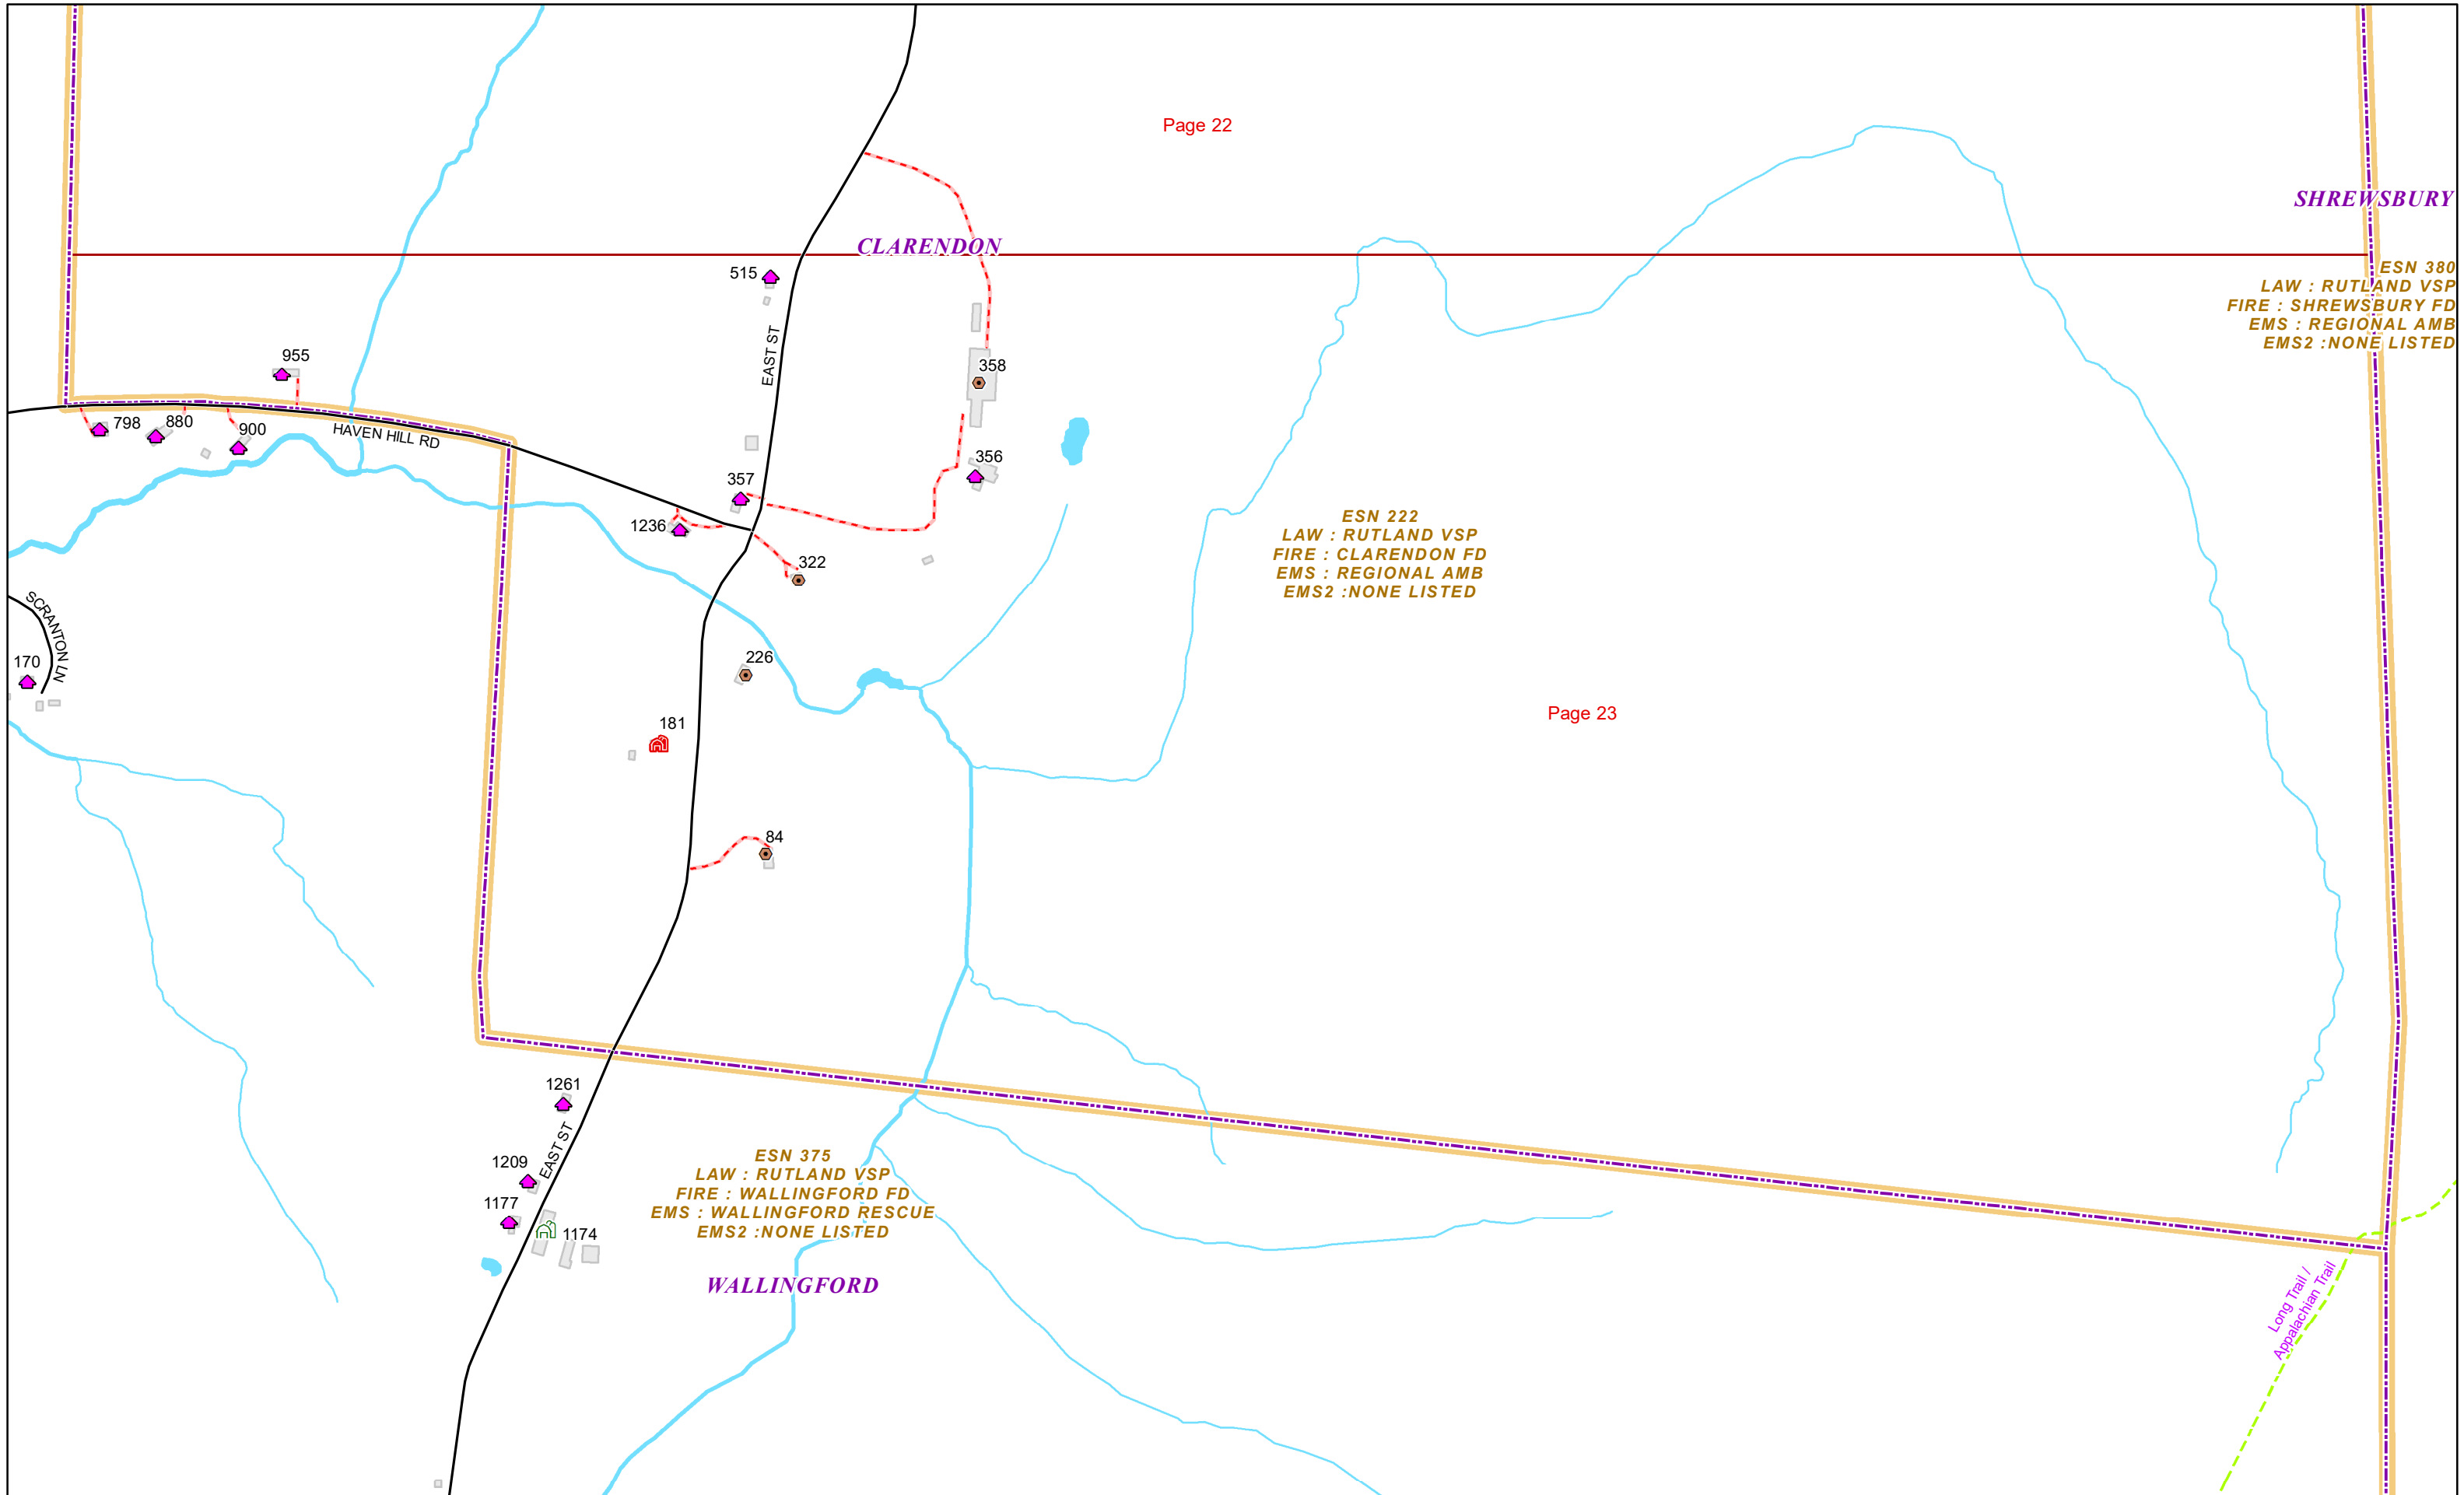 Page 22
SHREWSBURY
CLARENDON
ESN 380
LAW : RUTLAND VSP
FIRE : SHREWSBURY FD
EMS : REGIONAL AMB
EMS2 :NONE LISTED
515
EAST ST
955
358
798
880
900
HAVEN HILL RD
356
357
1236
322
ESN 222
LAW : RUTLAND VSP
FIRE : CLARENDON FD
EMS : REGIONAL AMB
EMS2 :NONE LISTED
SCRANTON LN
170
226
181
Page 23
84
1261
EAST ST
1209
1177
1174
ESN 375
LAW : RUTLAND VSP
FIRE : WALLINGFORD FD
EMS : WALLINGFORD RESCUE
EMS2 :NONE LISTED
WALLINGFORD
Long Trail /
Appalachian Trail